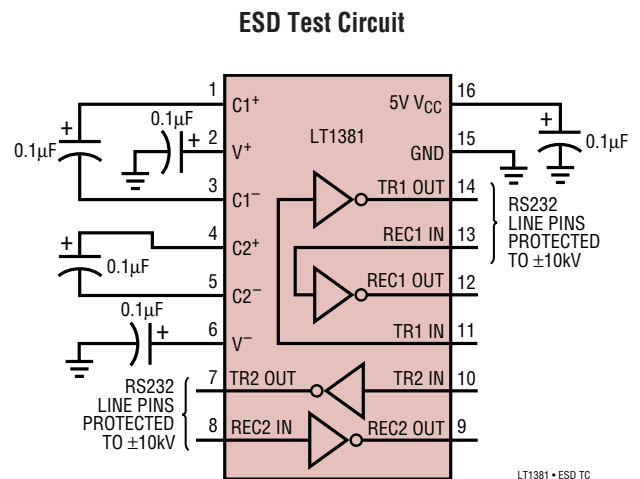 ESD Test Circuit
1
C1⁺
0.1µF
+
0.1µF
+
2
V⁺
3
C1⁻
4
C2⁺
+
0.1µF
5
C2⁻
0.1µF
+
6
V⁻
RS232
LINE PINS
PROTECTED
TO ±10kV
7
TR2 OUT
8
REC2 IN
LT1381
16
5V VCC
+
0.1µF
15
GND
14
TR1 OUT
13
REC1 IN
RS232
LINE PINS
PROTECTED
TO ±10kV
12
REC1 OUT
11
TR1 IN
10
TR2 IN
9
REC2 OUT
LT1381 • ESD TC